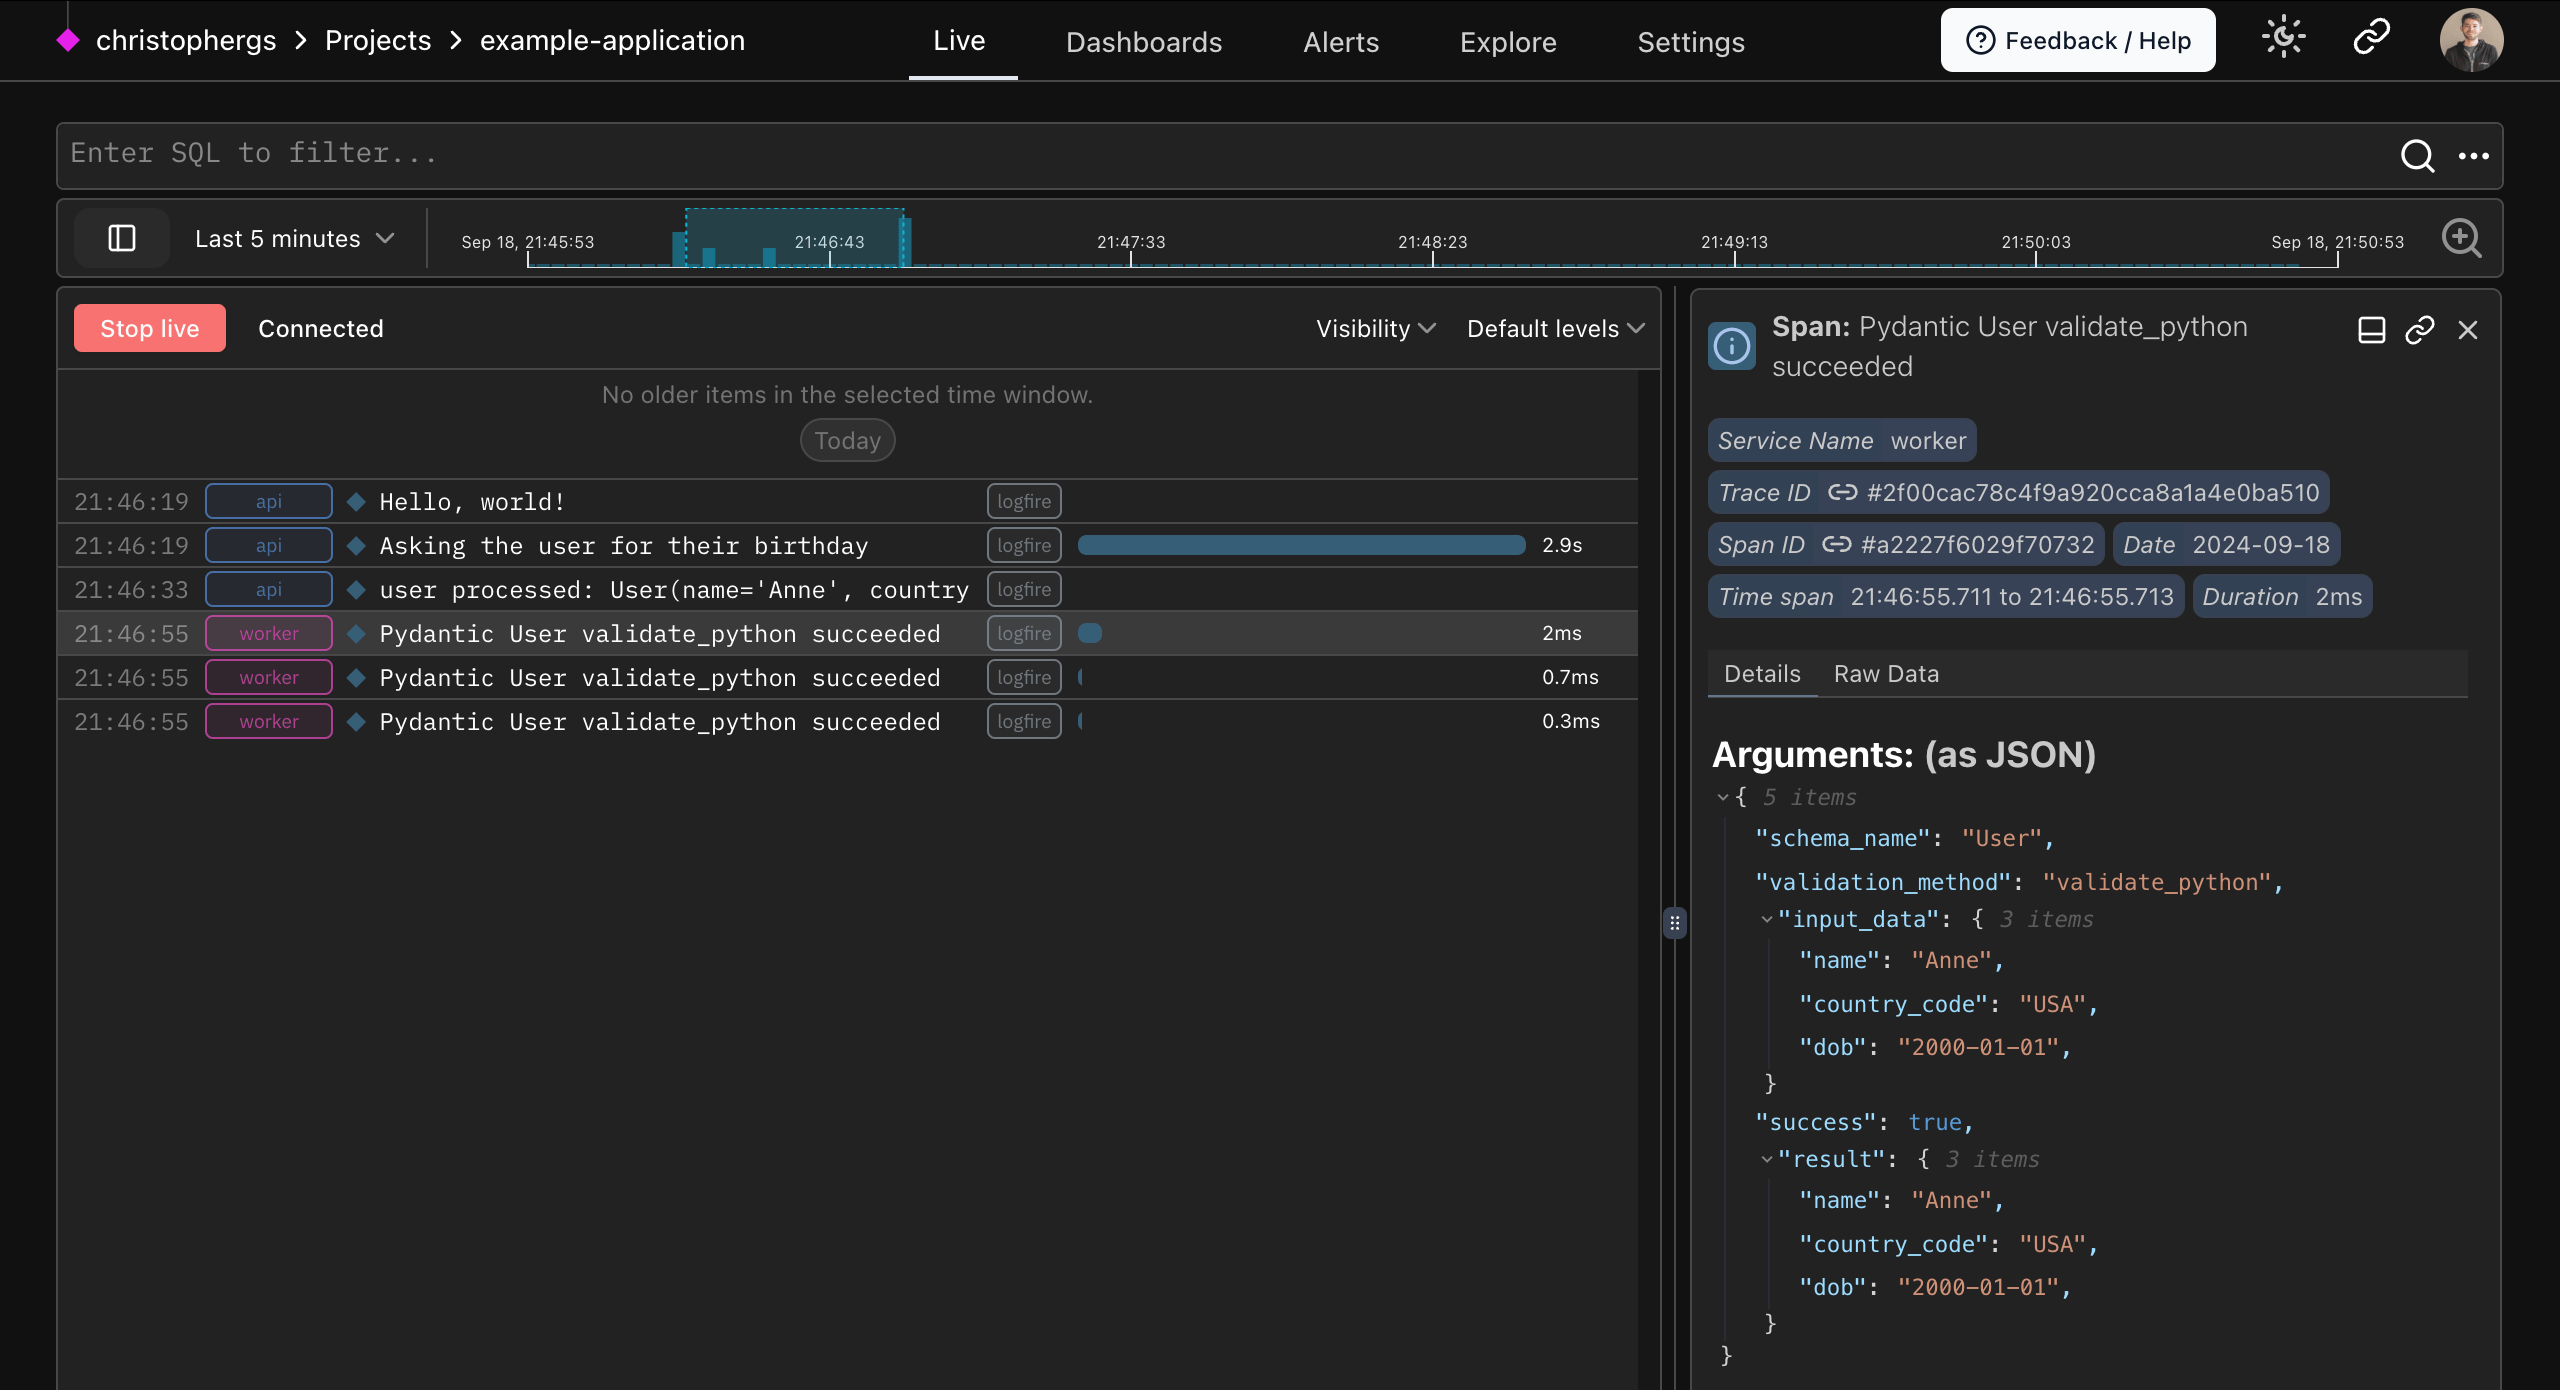 christophergs > Projects > example-application
Live
Dashboards
Alerts
Explore
Settings
Feedback / Help
Enter SQL to filter...
Last 5 minutes
Sep 18, 21:45:53
21:46:43
21:47:33
21:48:23
21:49:13
21:50:03
Sep 18, 21:50:53
Stop live
Connected
Visibility
Default levels
No older items in the selected time window.
Today
21:46:19 api Hello, world! logfire
21:46:19 api Asking the user for their birthday logfire 2.9s
21:46:33 api user processed: User(name='Anne', country logfire
21:46:55 worker Pydantic User validate_python succeeded logfire 2ms
21:46:55 worker Pydantic User validate_python succeeded logfire 0.7ms
21:46:55 worker Pydantic User validate_python succeeded logfire 0.3ms
Span: Pydantic User validate_python
succeeded
Service Name worker
Trace ID #2f00cac78c4f9a920cca8a1a4e0ba510
Span ID #a2227f6029f70732 Date 2024-09-18
Time span 21:46:55.711 to 21:46:55.713 Duration 2ms
Details Raw Data
Arguments: (as JSON)
{ 5 items
"schema_name": "User",
"validation_method": "validate_python",
"input_data": { 3 items
"name": "Anne",
"country_code": "USA",
"dob": "2000-01-01",
}
"success": true,
"result": { 3 items
"name": "Anne",
"country_code": "USA",
"dob": "2000-01-01",
}
}